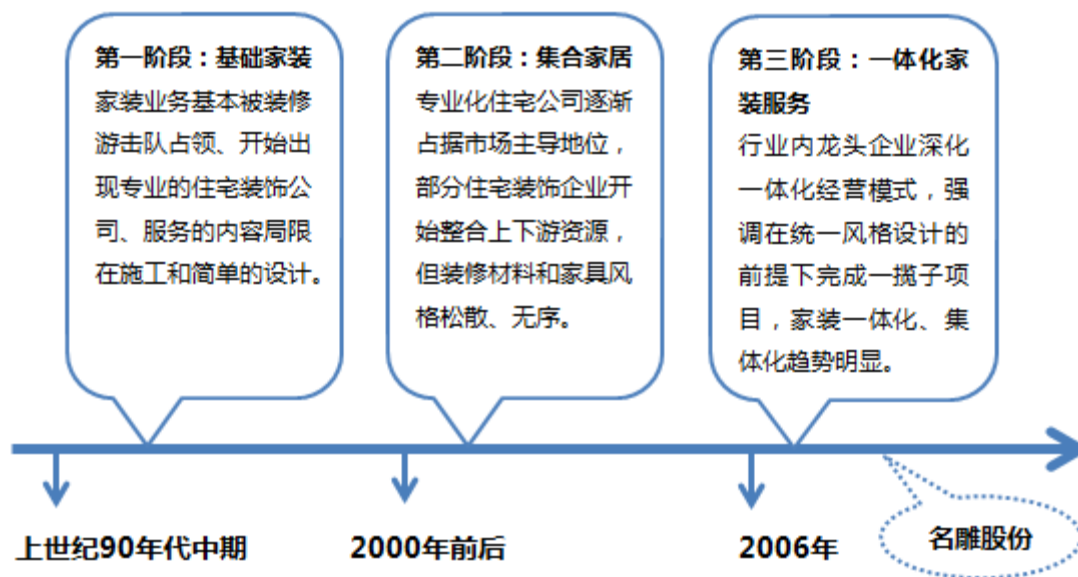 第一阶段：基础家装
家装业务基本被装修
游击队占领、开始出
现专业的住宅装饰公
司、服务的内容局限
在施工和简单的设计。
第二阶段：集合家居
专业化住宅公司逐渐
占据市场主导地位，
部分住宅装饰企业开
始整合上下游资源，
但装修材料和家具风
格松散、无序。
第三阶段：一体化家
装服务
行业内龙头企业深化
一体化经营模式，强
调在统一风格设计的
前提下完成一揽子项
目，家装一体化、集
体化趋势明显。
上世纪90年代中期
2000年前后
2006年
名雕股份